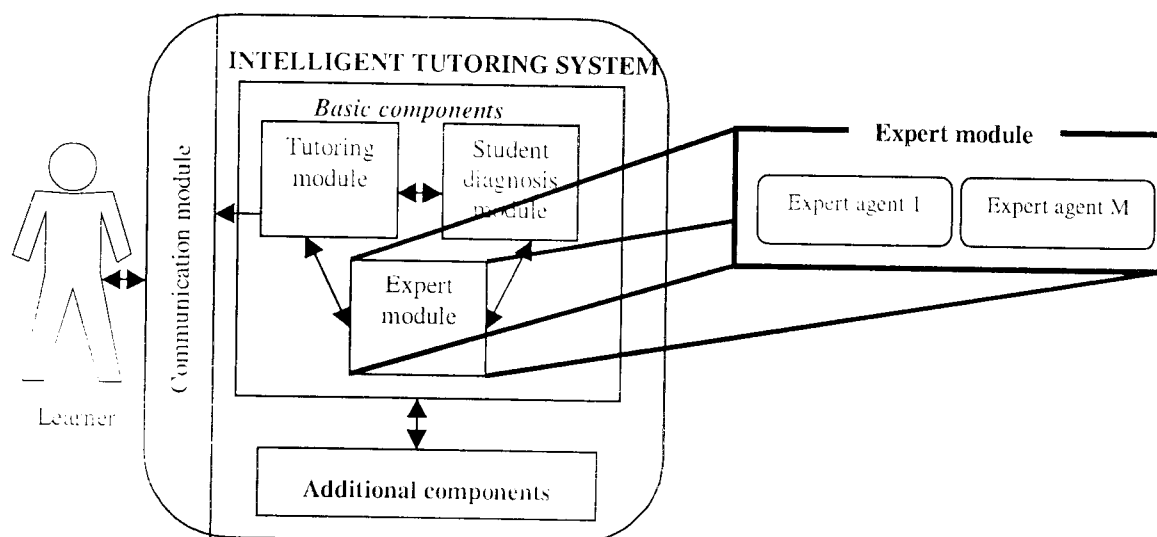 INTELLIGENT TUTORING SYSTEM
Basic components
Tutoring
module
Student
diagnosis
module
Expert
module
Communication module
Learner
Additional components
Expert module
Expert agent 1
Expert agent M